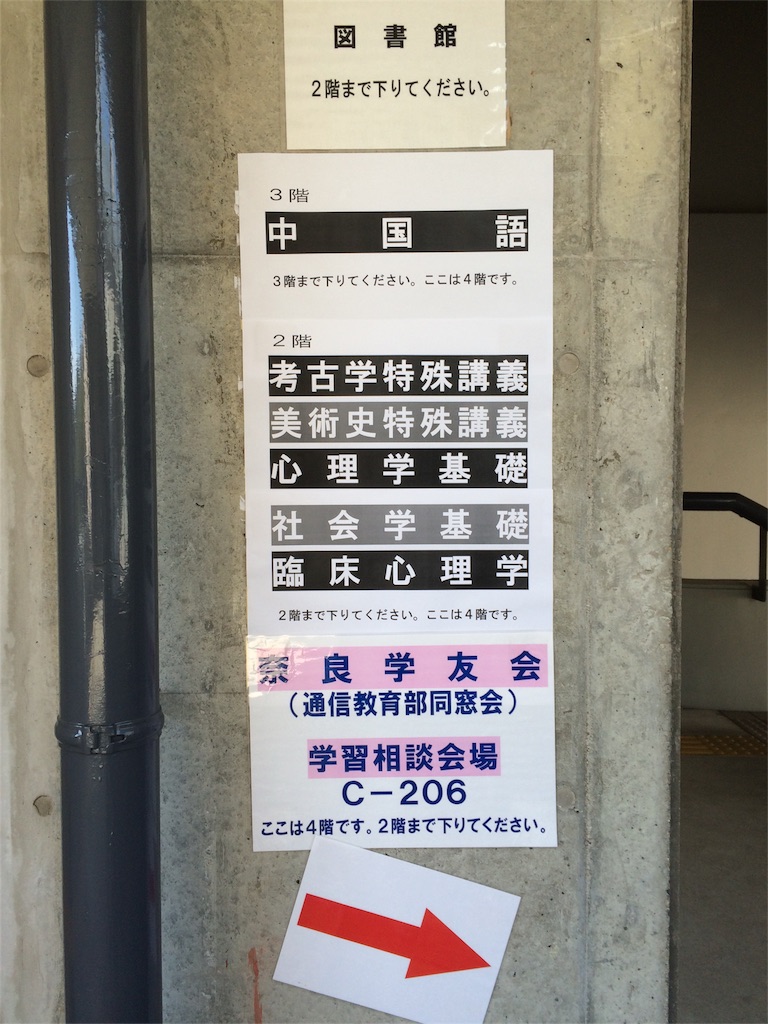 図書館
2階まで下りてください。
3階
中国語
3階まで下りてください。ここは4階です。
2階
考古学特殊講義
美術史特殊講義
心理学基礎
社会学基礎
臨床心理学
2階まで下りてください。ここは4階です。
奈良学友会
（通信教育部同窓会）
学習相談会場
C－206
ここは4階です。2階まで下りてください。